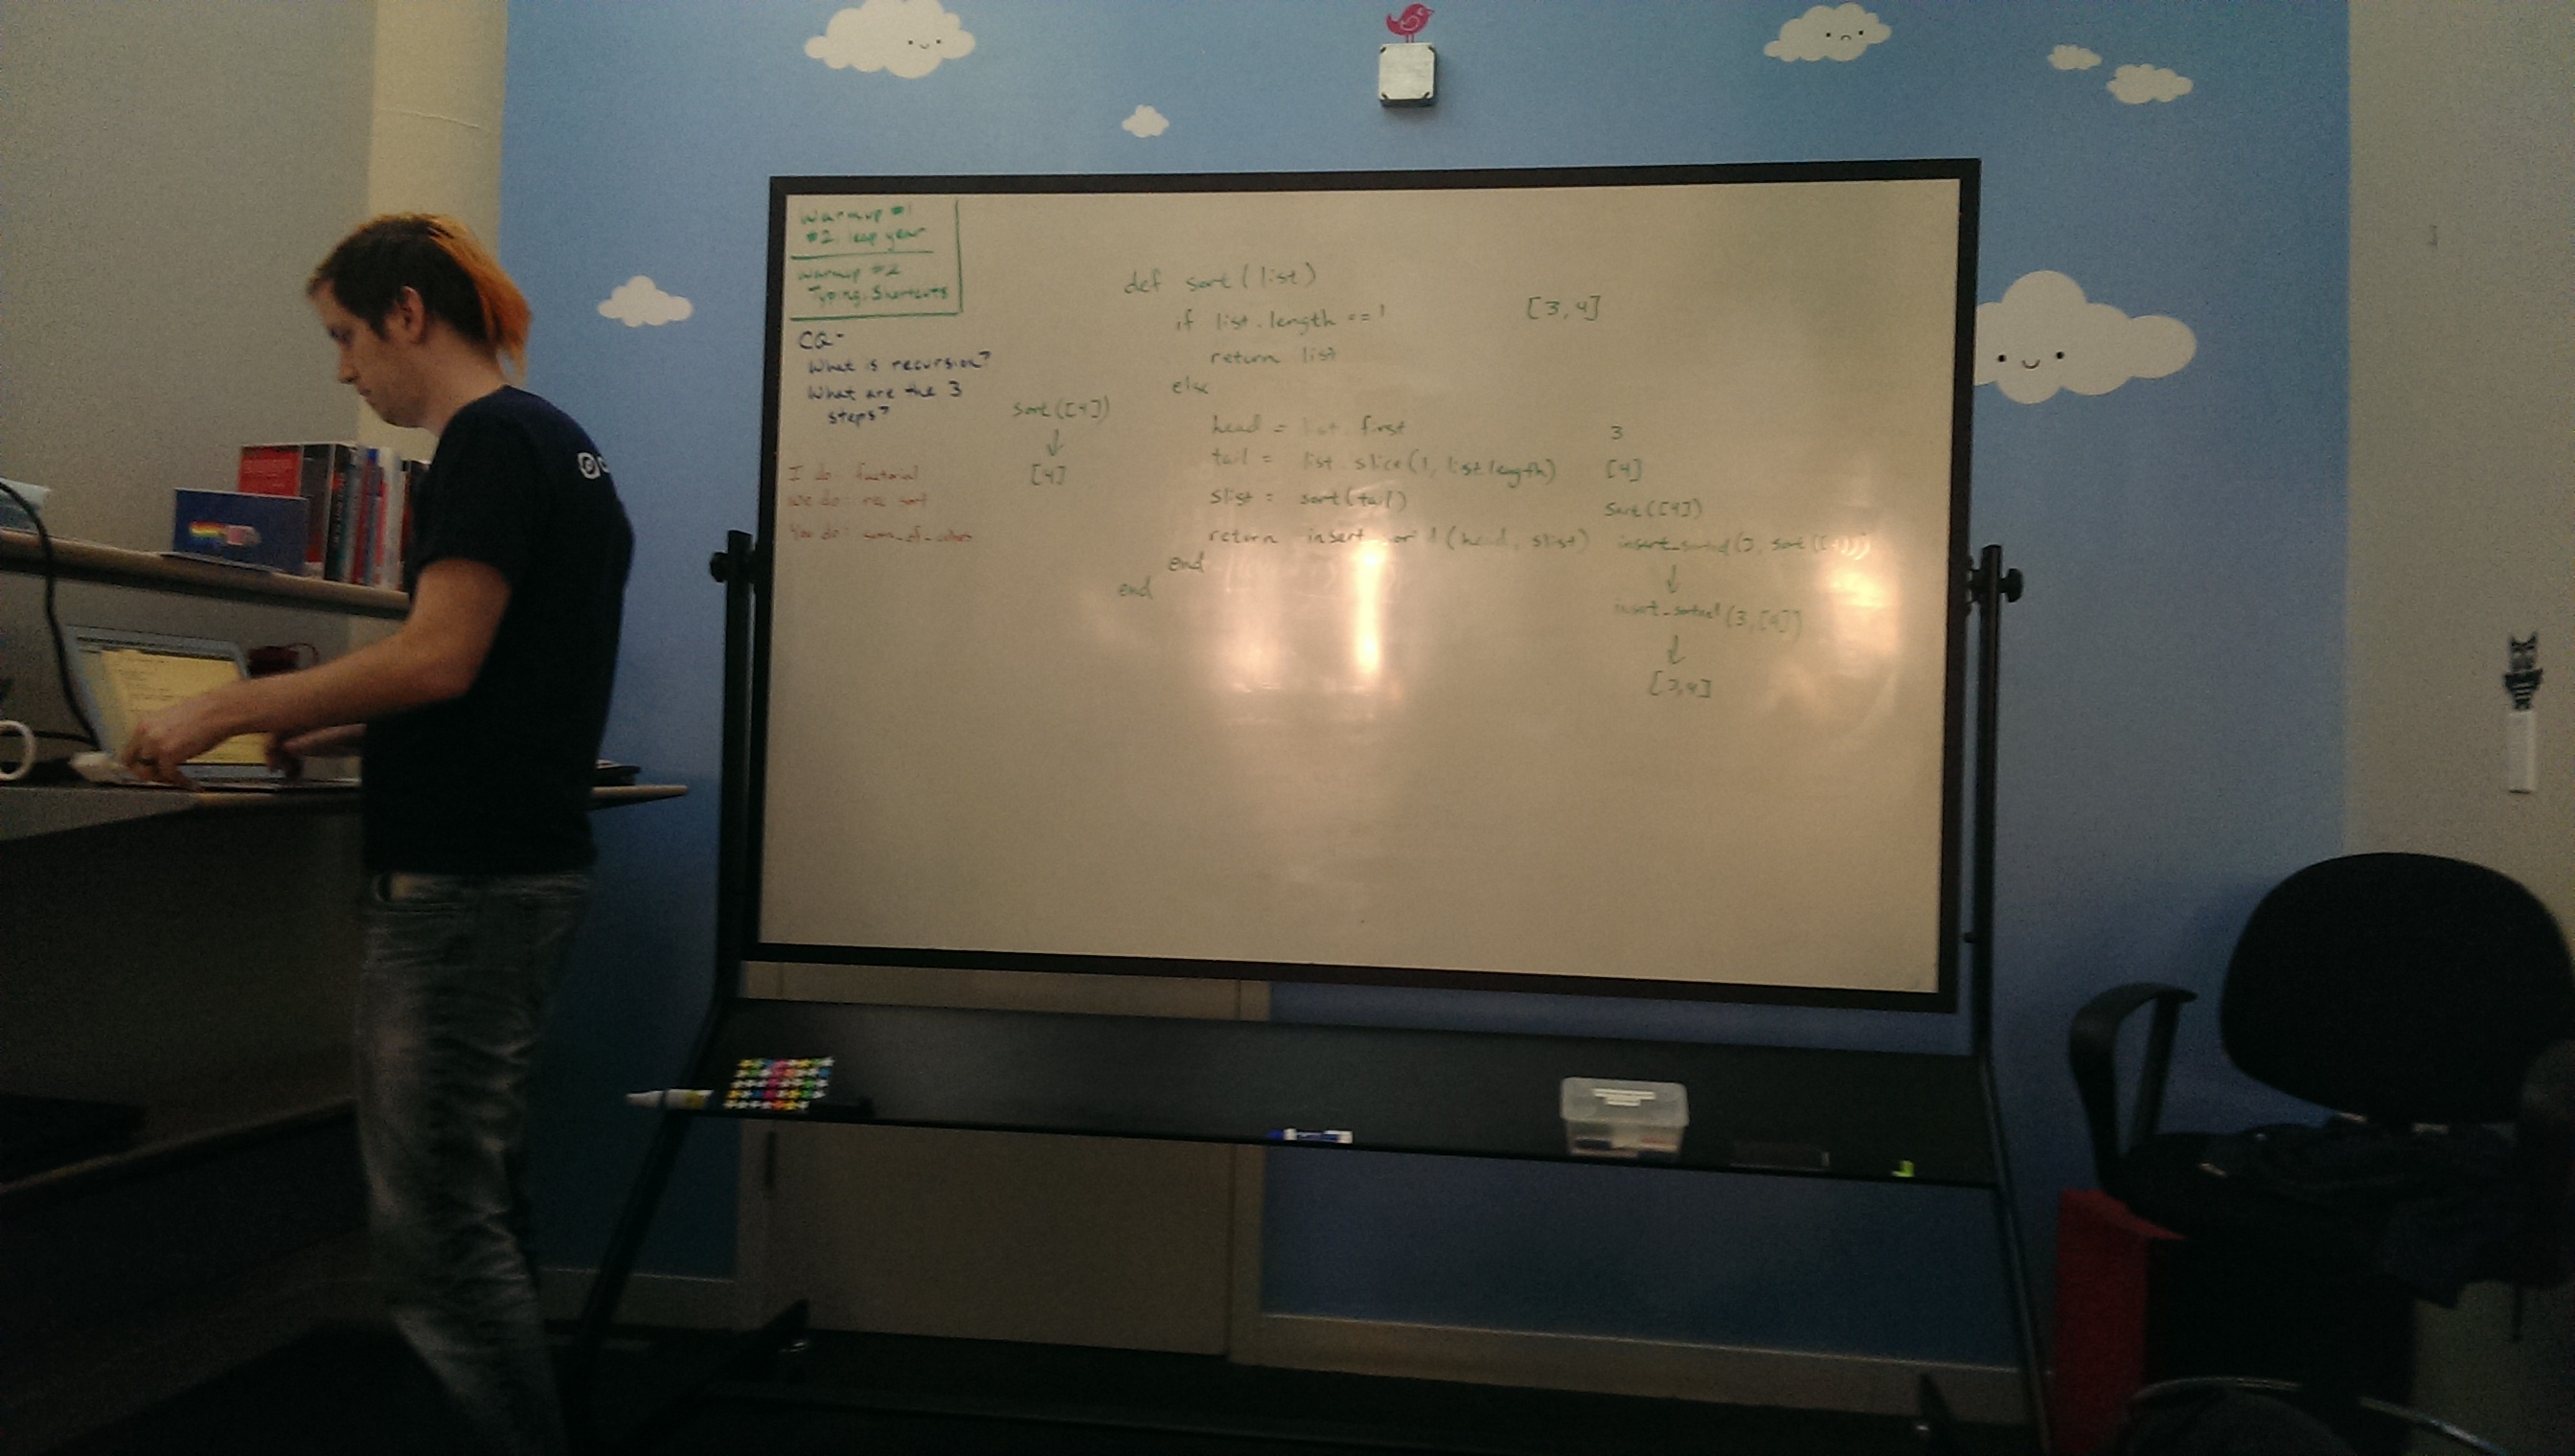 Warmup #1
#2. leap year
Warmup #2
Typing Shortcuts
CQ-
What is recursion?
What are the 3
steps?
I do: factorial
We do: rec sort
You do:
sort([4])
↓
[4]
def sort(list)
if list.length == 1
return list
else
head = list.first
tail = list.slice(1, list.length)
slist = sort(tail)
return insert_sorted(head, slist)
end
end
[3,4]
3
[4]
sort([4])
insert_sorted(3, sort([4]))
↓
insert_sorted(3,[4])
↓
[3,4]